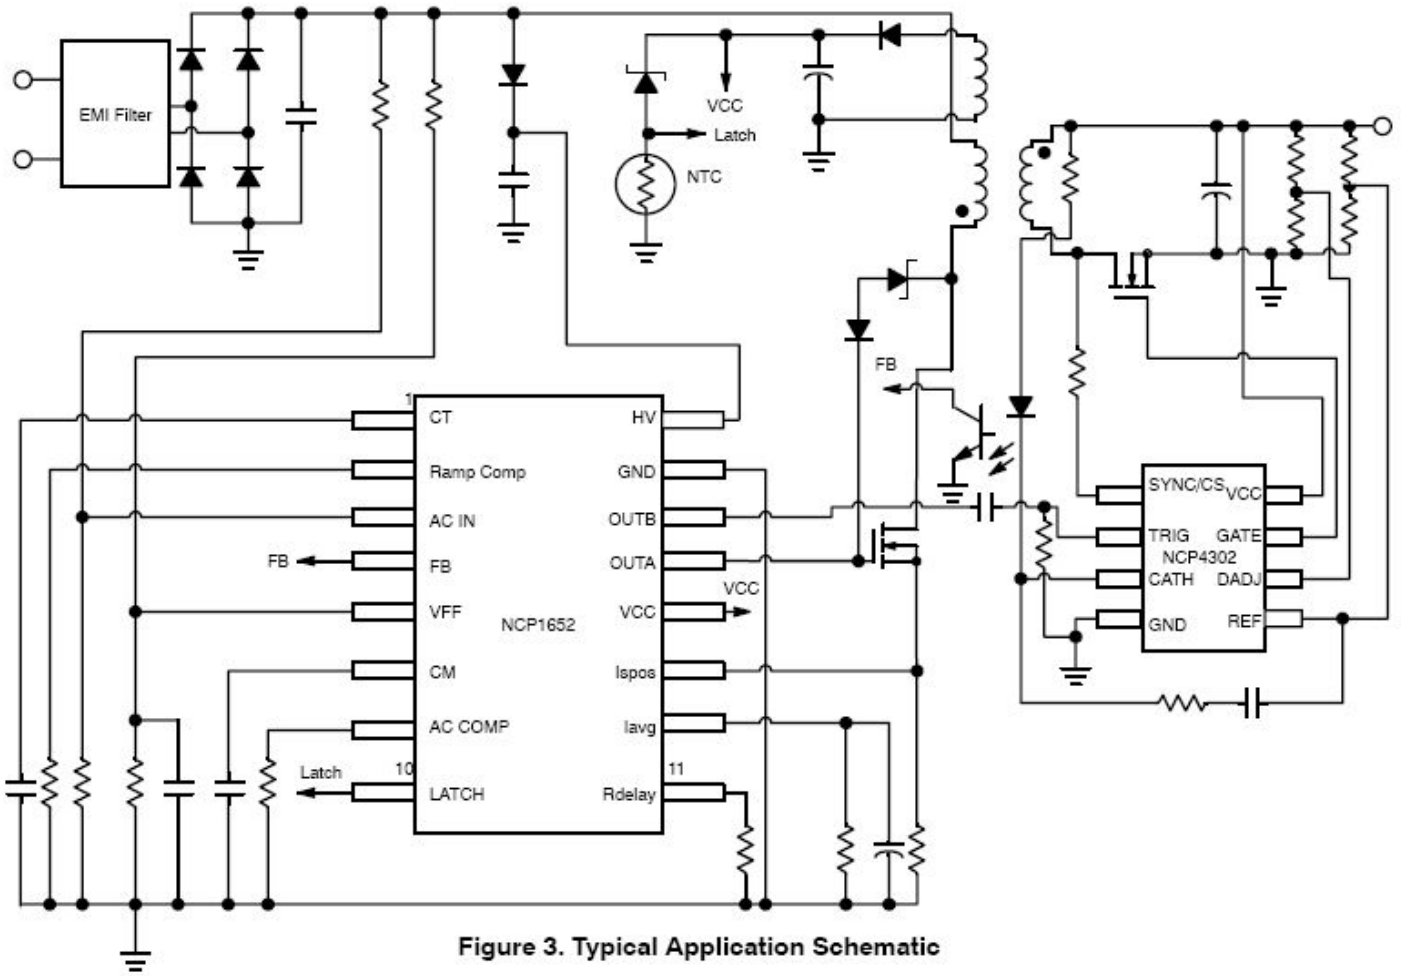 EMI Filter
VCC
Latch
NTC
FB
1
CT
HV
Ramp Comp
GND
AC IN
OUTB
FB
FB
OUTA
VCC
VFF
VCC
NCP1652
CM
Ispos
AC COMP
Iavg
Latch
10
11
LATCH
Rdelay
SYNC/CS
VCC
TRIG
GATE
NCP4302
CATH
DADJ
GND
REF
Figure 3. Typical Application Schematic